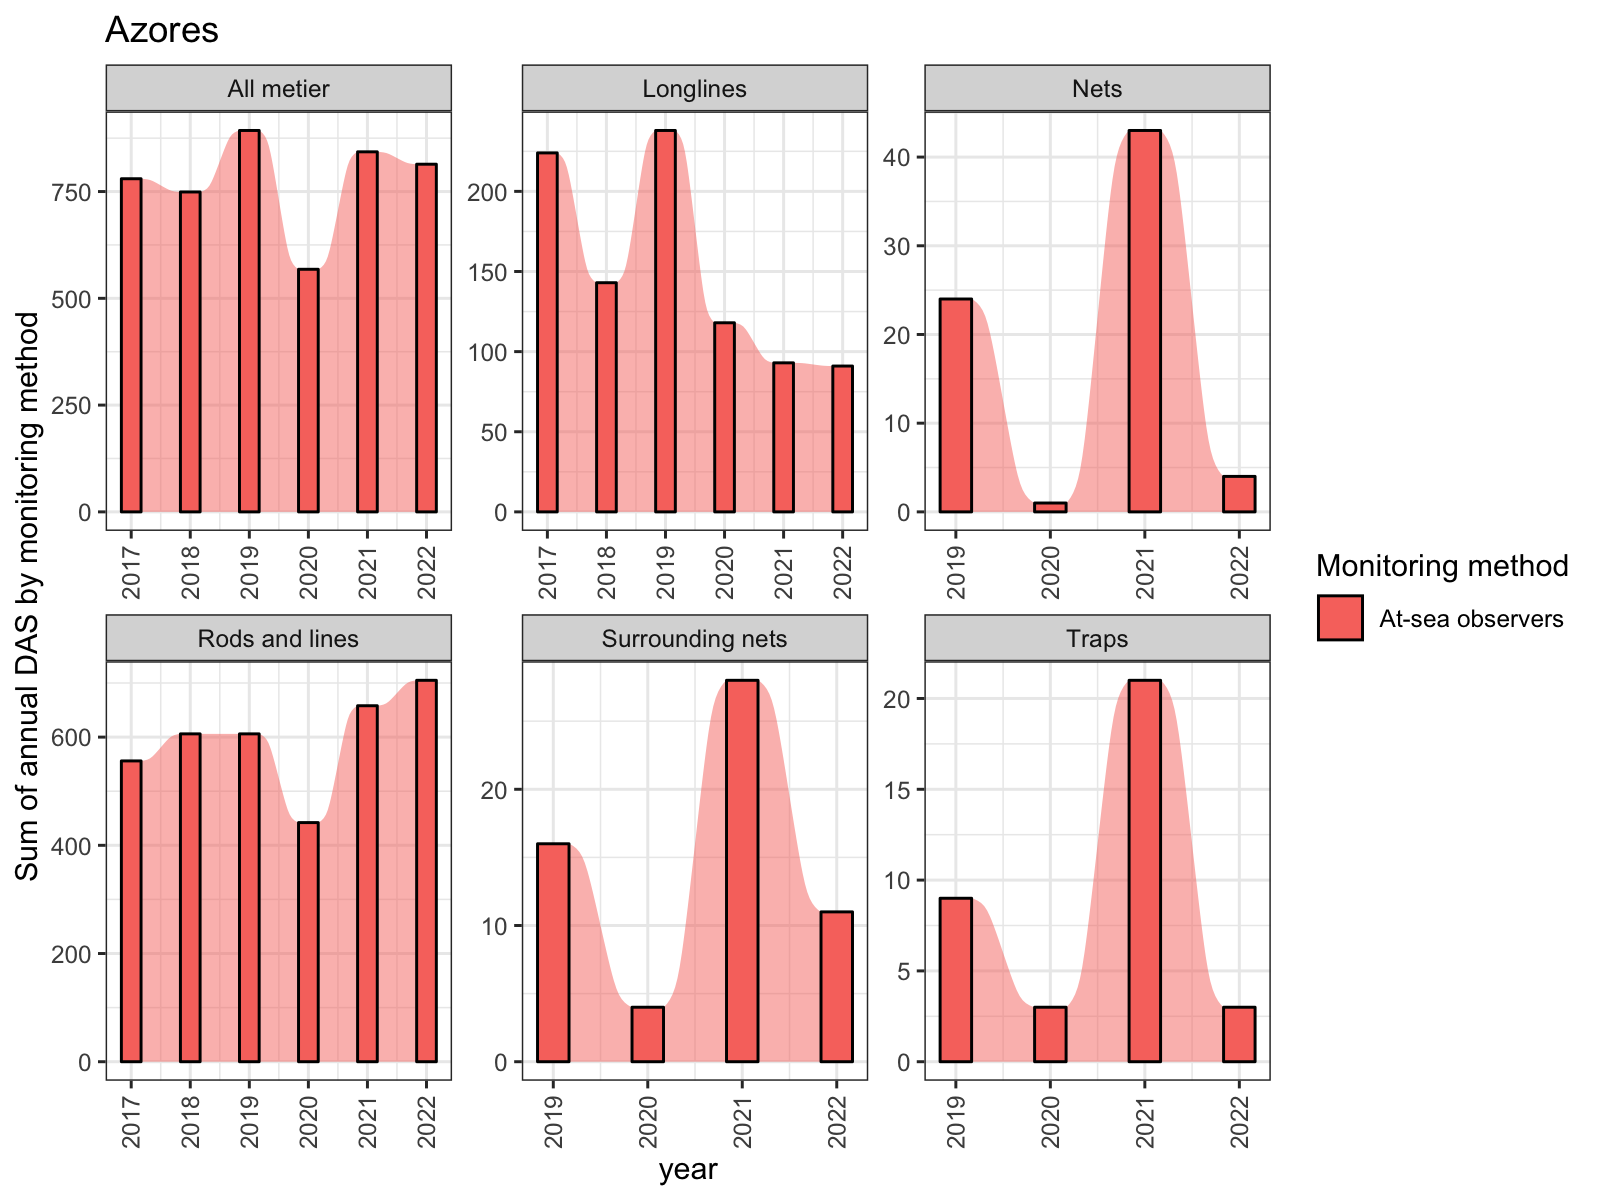 Azores
All metier
Longlines
Nets
750
500
250
0
200
150
100
50
0
40
30
20
10
0
2017 2018 2019 2020 2021 2022
2017 2018 2019 2020 2021 2022
2019 2020 2021 2022
Sum of annual DAS by monitoring method
Monitoring method
At-sea observers
Rods and lines
Surrounding nets
Traps
600
400
200
0
20
10
0
20
15
10
5
0
2017 2018 2019 2020 2021 2022
2019 2020 2021 2022
2019 2020 2021 2022
year